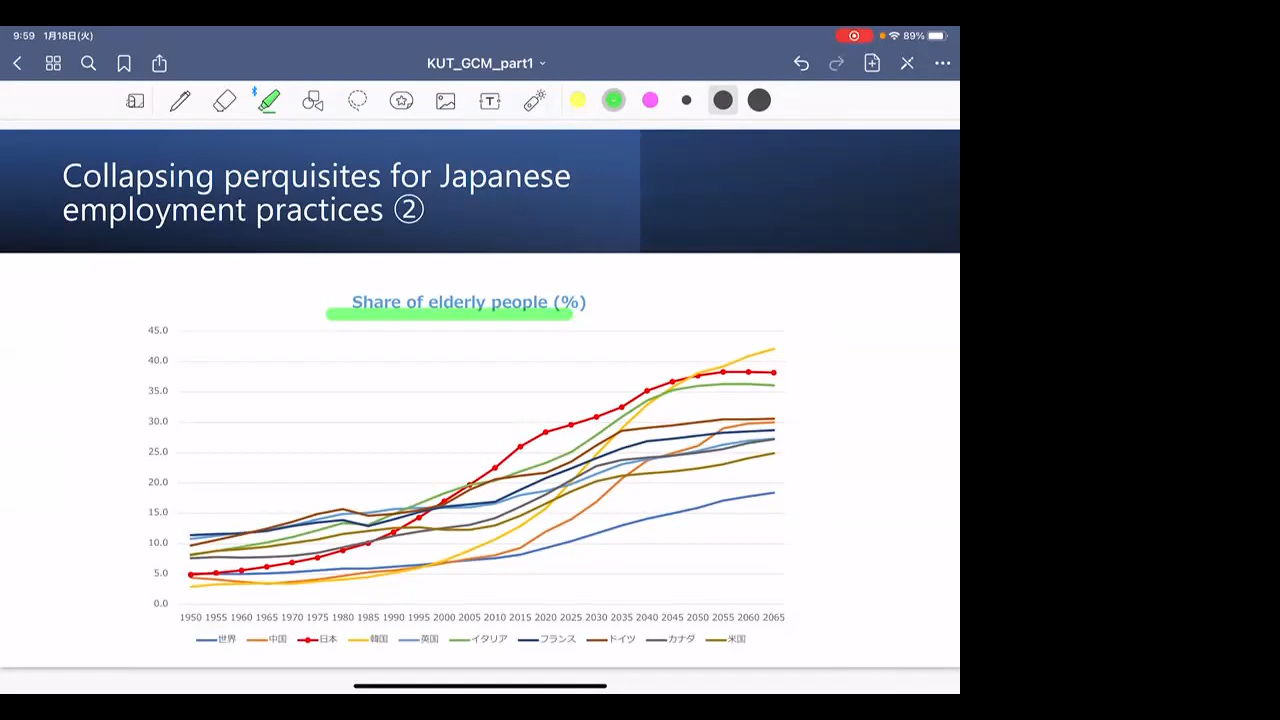 9:59 1月18日(火) 89%
KUT_GCM_part1
T
Collapsing perquisites for Japanese
employment practices ②
Share of elderly people (%)
45.0
40.0
35.0
30.0
25.0
20.0
15.0
10.0
5.0
0.0
1950 1955 1960 1965 1970 1975 1980 1985 1990 1995 2000 2005 2010 2015 2020 2025 2030 2035 2040 2045 2050 2055 2060 2065
世界 中国 日本 韓国 英国 イタリア フランス ドイツ カナダ 米国